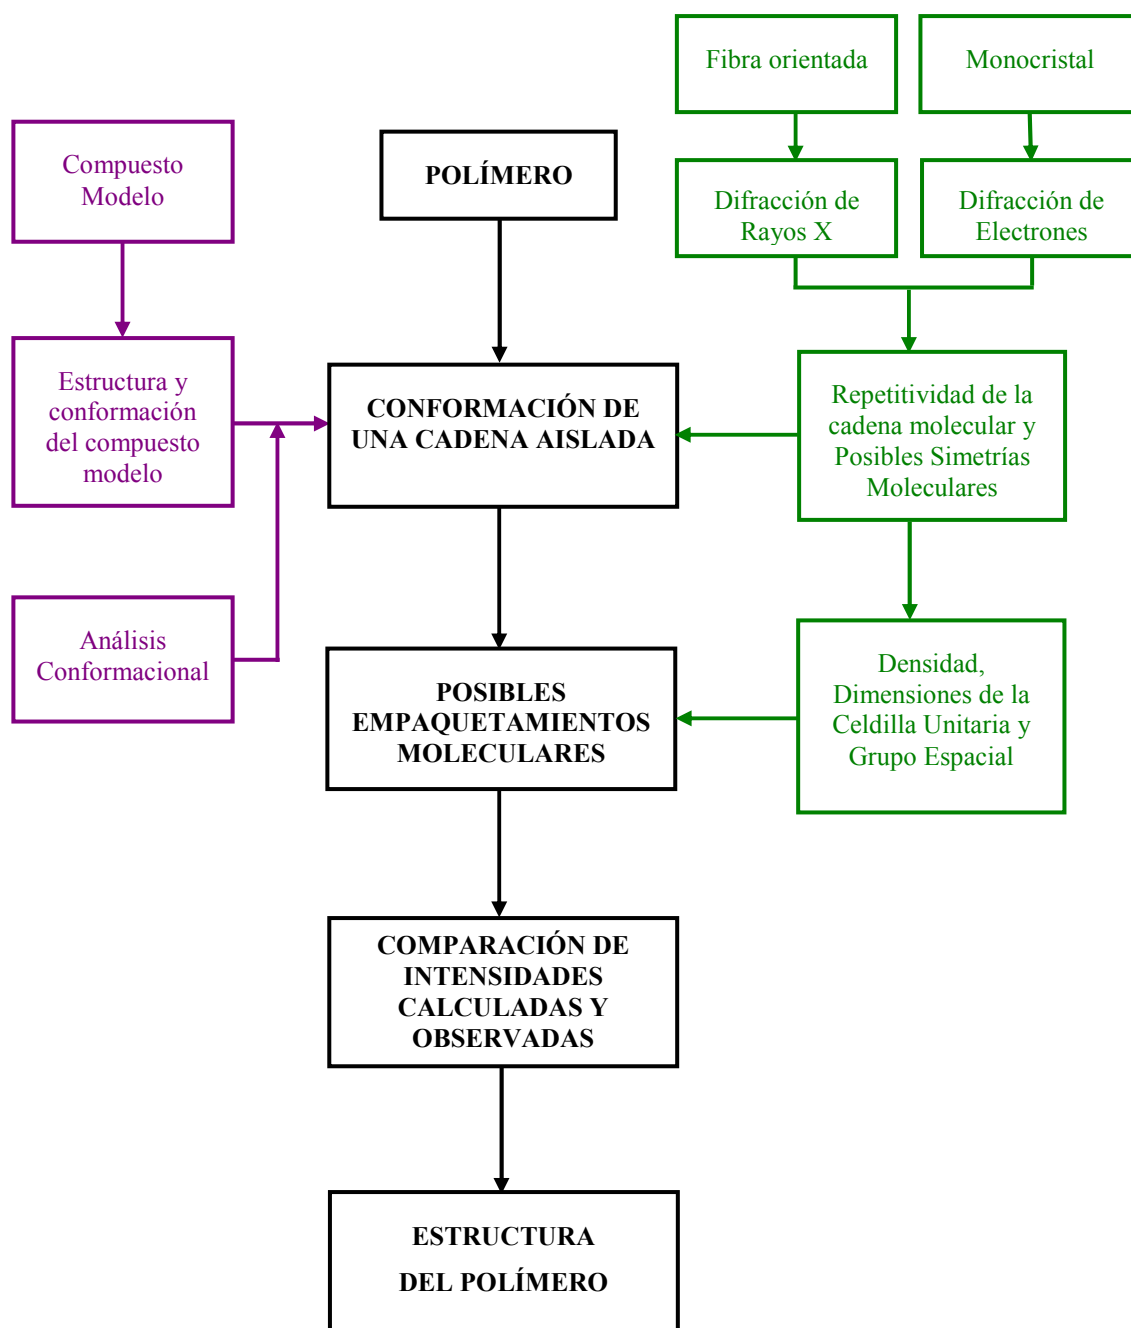 Fibra orientada
Monocristal
Compuesto
Modelo
POLÍMERO
Difracción de
Rayos X
Difracción de
Electrones
Estructura y
conformación
del compuesto
modelo
CONFORMACIÓN DE
UNA CADENA AISLADA
Repetitividad de la
cadena molecular y
Posibles Simetrías
Moleculares
Análisis
Conformacional
POSIBLES
EMPAQUETAMIENTOS
MOLECULARES
Densidad,
Dimensiones de la
Celdilla Unitaria y
Grupo Espacial
COMPARACIÓN DE
INTENSIDADES
CALCULADAS Y
OBSERVADAS
ESTRUCTURA
DEL POLÍMERO